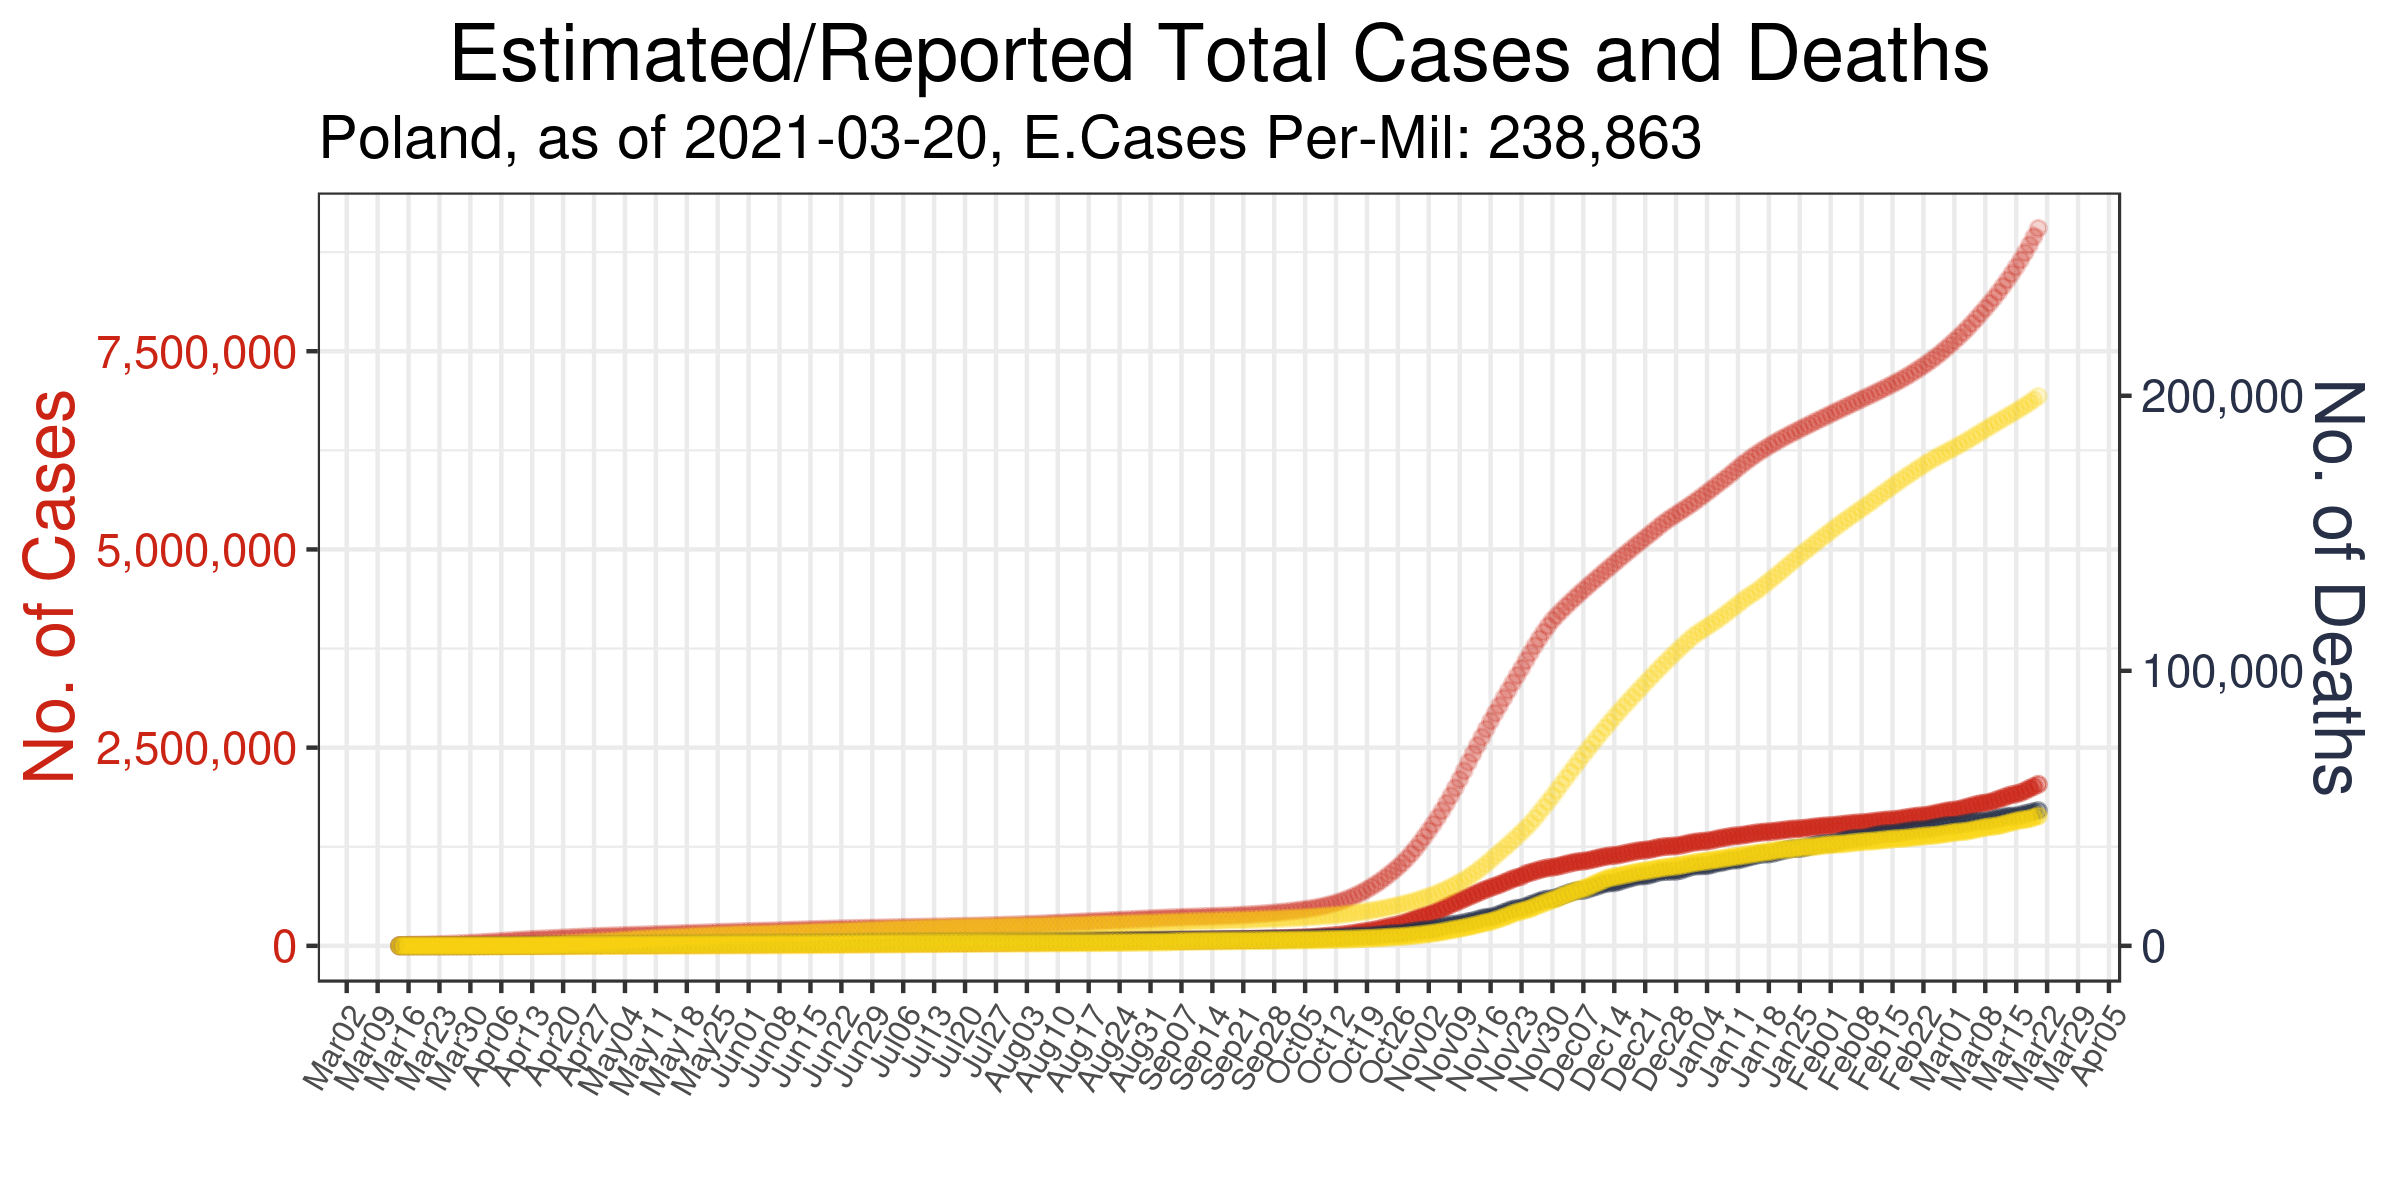 Estimated/Reported Total Cases and Deaths
Poland, as of 2021-03-20, E.Cases Per-Mil: 238,863
No. of Cases
7,500,000
5,000,000
2,500,000
0
200,000
100,000
0
No. of Deaths
Mar02
Mar09
Mar16
Mar23
Mar30
Apr06
Apr13
Apr20
Apr27
May04
May11
May18
May25
Jun01
Jun08
Jun15
Jun22
Jun29
Jul06
Jul13
Jul20
Jul27
Aug03
Aug10
Aug17
Aug24
Aug31
Sep07
Sep14
Sep21
Sep28
Oct05
Oct12
Oct19
Oct26
Nov02
Nov09
Nov16
Nov23
Nov30
Dec07
Dec14
Dec21
Dec28
Jan04
Jan11
Jan18
Jan25
Feb01
Feb08
Feb15
Feb22
Mar01
Mar08
Mar15
Mar22
Mar29
Apr05